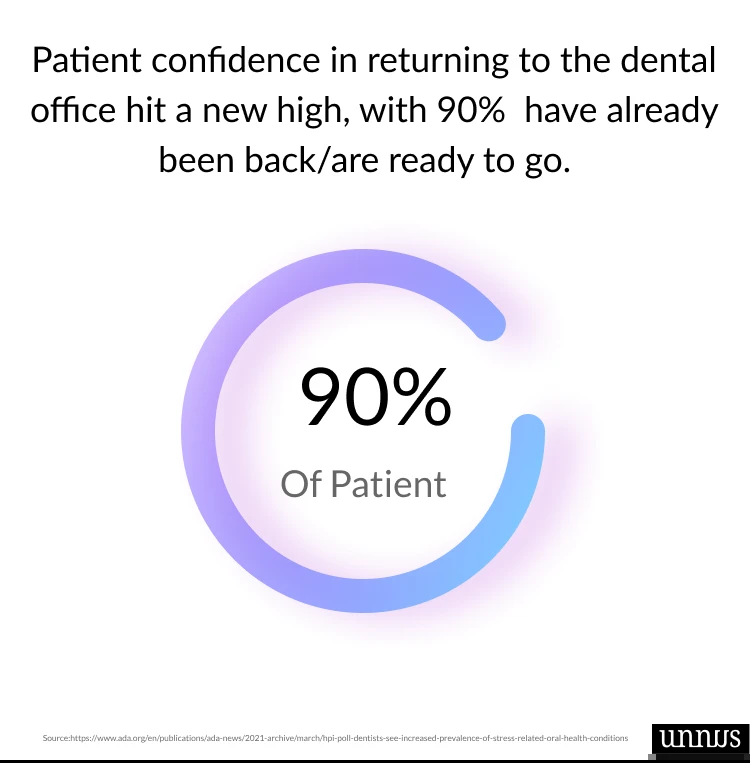 Patient confidence in returning to the dental
office hit a new high, with 90% have already
been back/are ready to go.
90%
Of Patient
Source:https://www.ada.org/en/publications/ada-news/2021-archive/march/hpi-poll-dentists-see-increased-prevalence-of-stress-related-oral-health-conditions